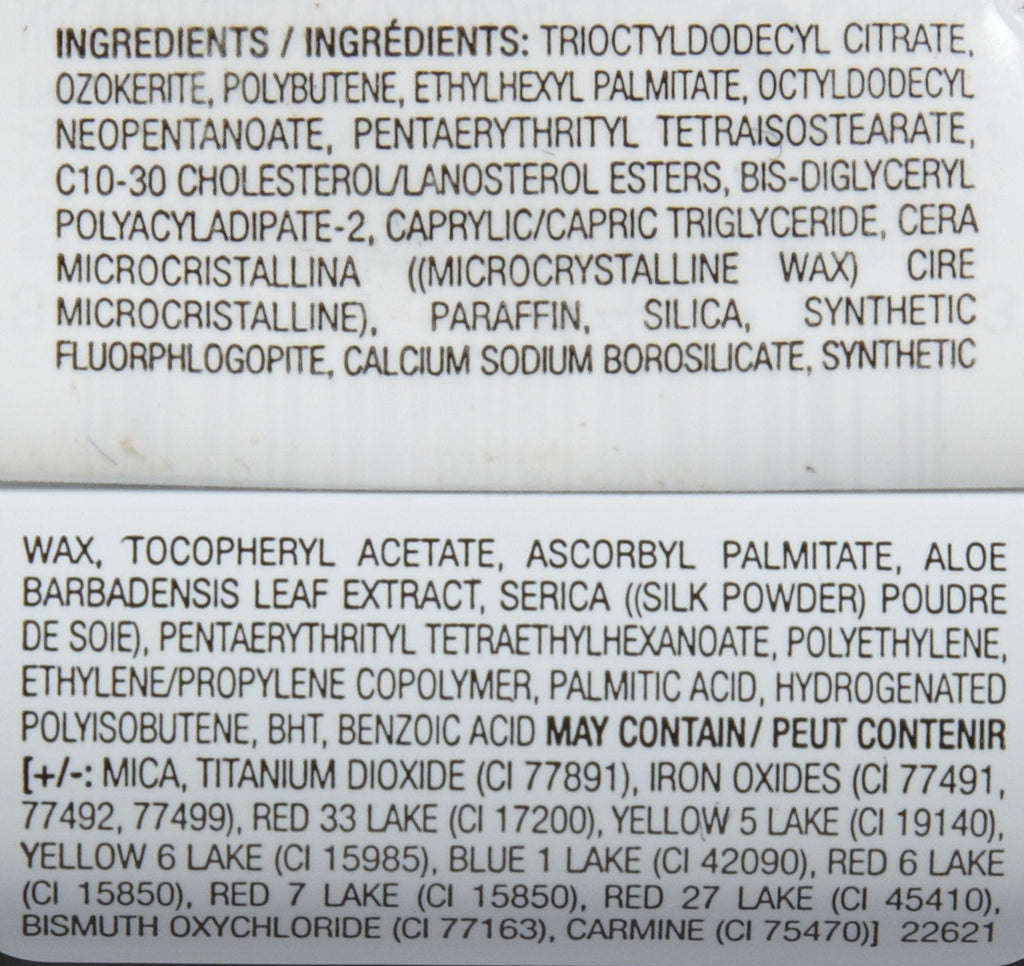 INGREDIENTS / INGRÉDIENTS: TRIOCTYLDODECYL CITRATE,
OZOKERITE, POLYBUTENE, ETHYLHEXYL PALMITATE, OCTYLDODECYL
NEOPENTANOATE, PENTAERYTHRITYL TETRAISOSTEARATE,
C10-30 CHOLESTEROL/LANOSTEROL ESTERS, BIS-DIGLYCERYL
POLYACYLADIPATE-2, CAPRYLIC/CAPRIC TRIGLYCERIDE, CERA
MICROCRISTALLINA ((MICROCRYSTALLINE WAX) CIRE
MICROCRISTALLINE), PARAFFIN, SILICA, SYNTHETIC
FLUORPHLOGOPITE, CALCIUM SODIUM BOROSILICATE, SYNTHETIC
WAX, TOCOPHERYL ACETATE, ASCORBYL PALMITATE, ALOE
BARBADENSIS LEAF EXTRACT, SERICA ((SILK POWDER) POUDRE
DE SOIE), PENTAERYTHRITYL TETRAETHYLHEXANOATE, POLYETHYLENE,
ETHYLENE/PROPYLENE COPOLYMER, PALMITIC ACID, HYDROGENATED
POLYISOBUTENE, BHT, BENZOIC ACID MAY CONTAIN/ PEUT CONTENIR
[+/-: MICA, TITANIUM DIOXIDE (CI 77891), IRON OXIDES (CI 77491,
77492, 77499), RED 33 LAKE (CI 17200), YELLOW 5 LAKE (CI 19140),
YELLOW 6 LAKE (CI 15985), BLUE 1 LAKE (CI 42090), RED 6 LAKE
(CI 15850), RED 7 LAKE (CI 15850), RED 27 LAKE (CI 45410),
BISMUTH OXYCHLORIDE (CI 77163), CARMINE (CI 75470)] 22621